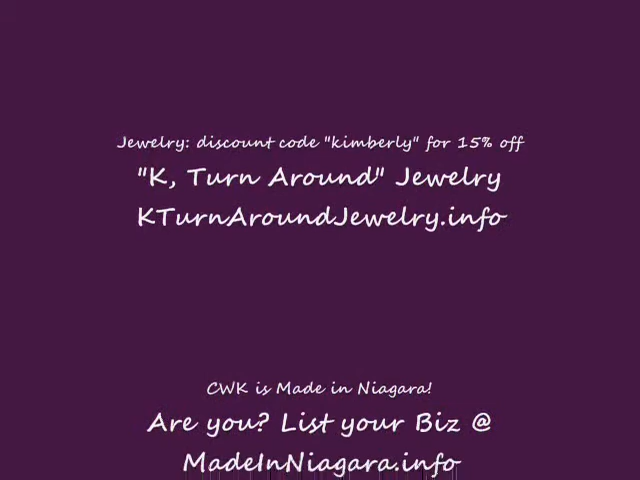 Jewelry: discount code "kimberly" for 15% off
"K, Turn Around" Jewelry
KTurnAroundJewelry.info
CWK is Made in Niagara!
Are you? List your Biz @
MadeInNiagara.info